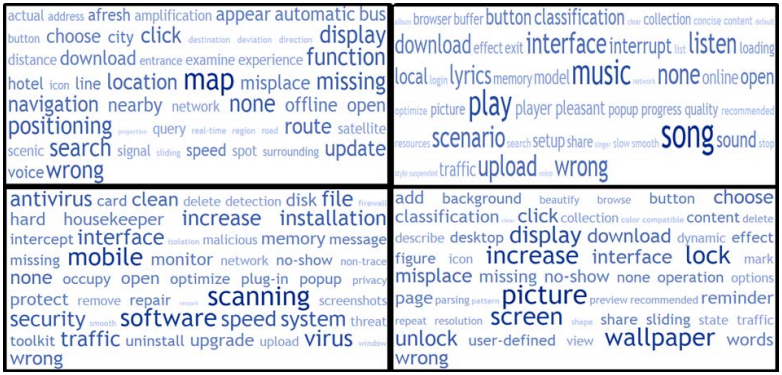 actual address afresh amplification appear automatic bus
button choose city click destination deviation direction display
distance download entrance examine experience function
hotel icon line location map misplace missing
navigation nearby network none offline open
positioning proportion query real-time region road route satellite
scenic search signal sliding speed spot surrounding update
voice wrong
album browser buffer button classification clear collection concise content default
download effect exit interface interrupt list listen loading
local login lyrics memory model music network none online open
optimize picture play player pleasant popup progress quality recommended
resources scenario search setup share singer slow smooth song sound stop
style suspended traffic upload voice wrong
antivirus card clean delete detection disk file firewall
hard housekeeper increase installation
intercept interface isolation malicious memory message
missing mobile monitor network no-show non-trace
none occupy open optimize plug-in popup privacy
protect remove repair scanning screenshots
security smooth software speed system threat
toolkit traffic uninstall upgrade upload virus window
wrong
add background beautify browse button choose
classification clear click collection color compatible content delete
describe desktop display download dynamic effect
figure icon increase interface lock mark
misplace missing no-show none operation options
page parsing pattern picture preview recommended reminder
repeat resolution screen shape share sliding state traffic
unlock user-defined view wallpaper words
wrong